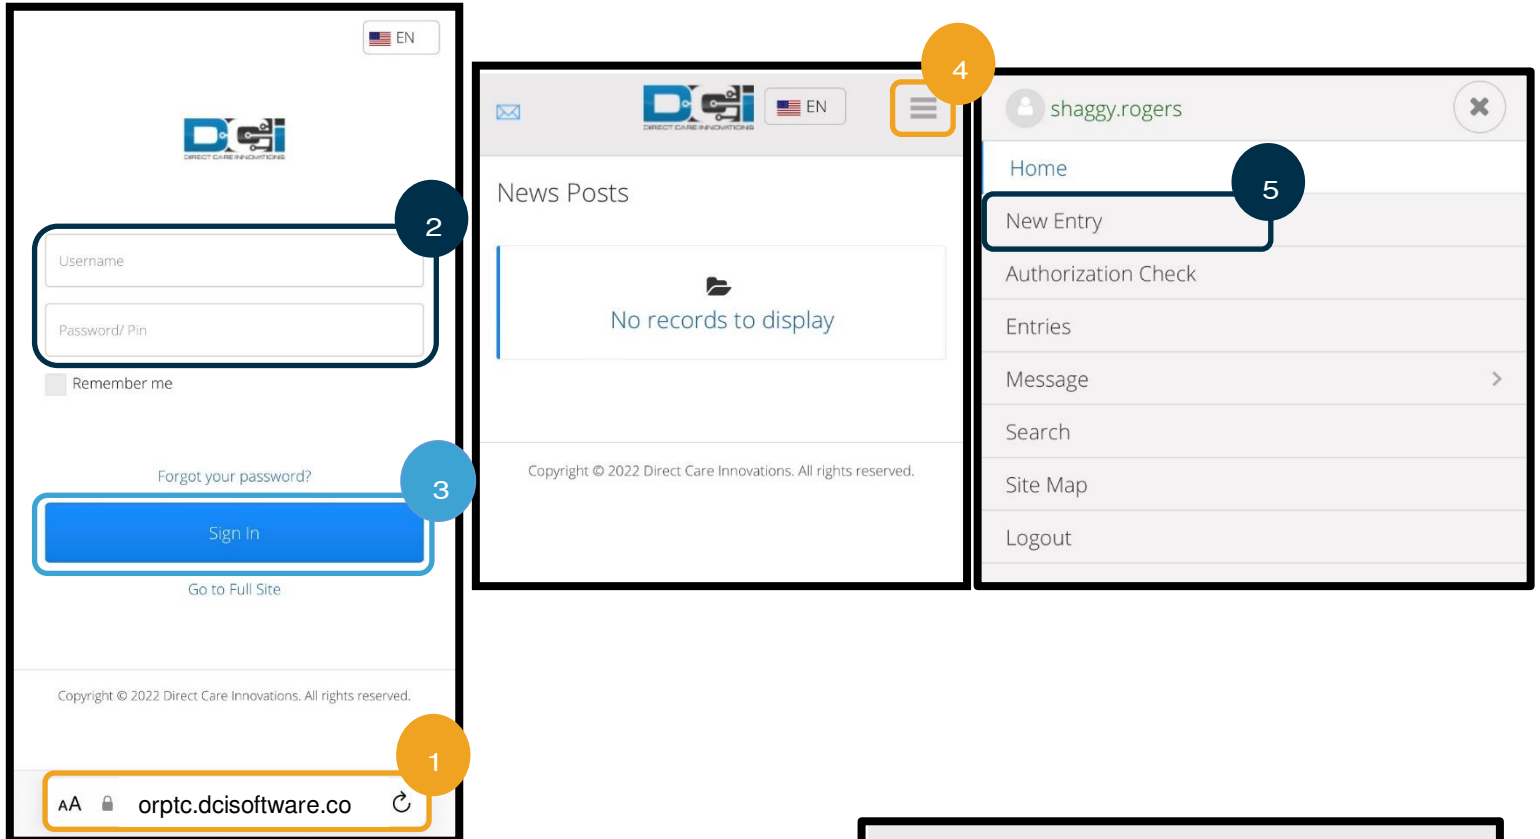 EN
DCI
DIRECT CARE INNOVATIONS
2
Username
Password/ Pin
Remember me
Forgot your password?
3
Sign In
Go to Full Site
Copyright © 2022 Direct Care Innovations. All rights reserved.
1
AA orptc.dcisoftware.co
4
DCI
DIRECT CARE INNOVATIONS
EN
News Posts
No records to display
Copyright © 2022 Direct Care Innovations. All rights reserved.
shaggy.rogers
Home
5
New Entry
Authorization Check
Entries
Message
Search
Site Map
Logout